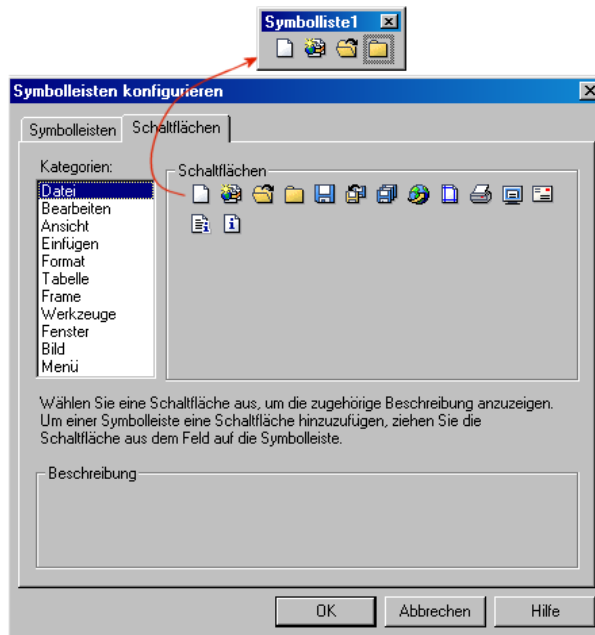 Symbolliste1
Symbolleisten konfigurieren
Symbolleisten
Schaltflächen
Kategorien:
Datei
Bearbeiten
Ansicht
Einfügen
Format
Tabelle
Frame
Werkzeuge
Fenster
Bild
Menü
Schaltflächen
Wählen Sie eine Schaltfläche aus, um die zugehörige Beschreibung anzuzeigen.
Um einer Symbolleiste eine Schaltfläche hinzuzufügen, ziehen Sie die
Schaltfläche aus dem Feld auf die Symbolleiste.
Beschreibung
OK
Abbrechen
Hilfe